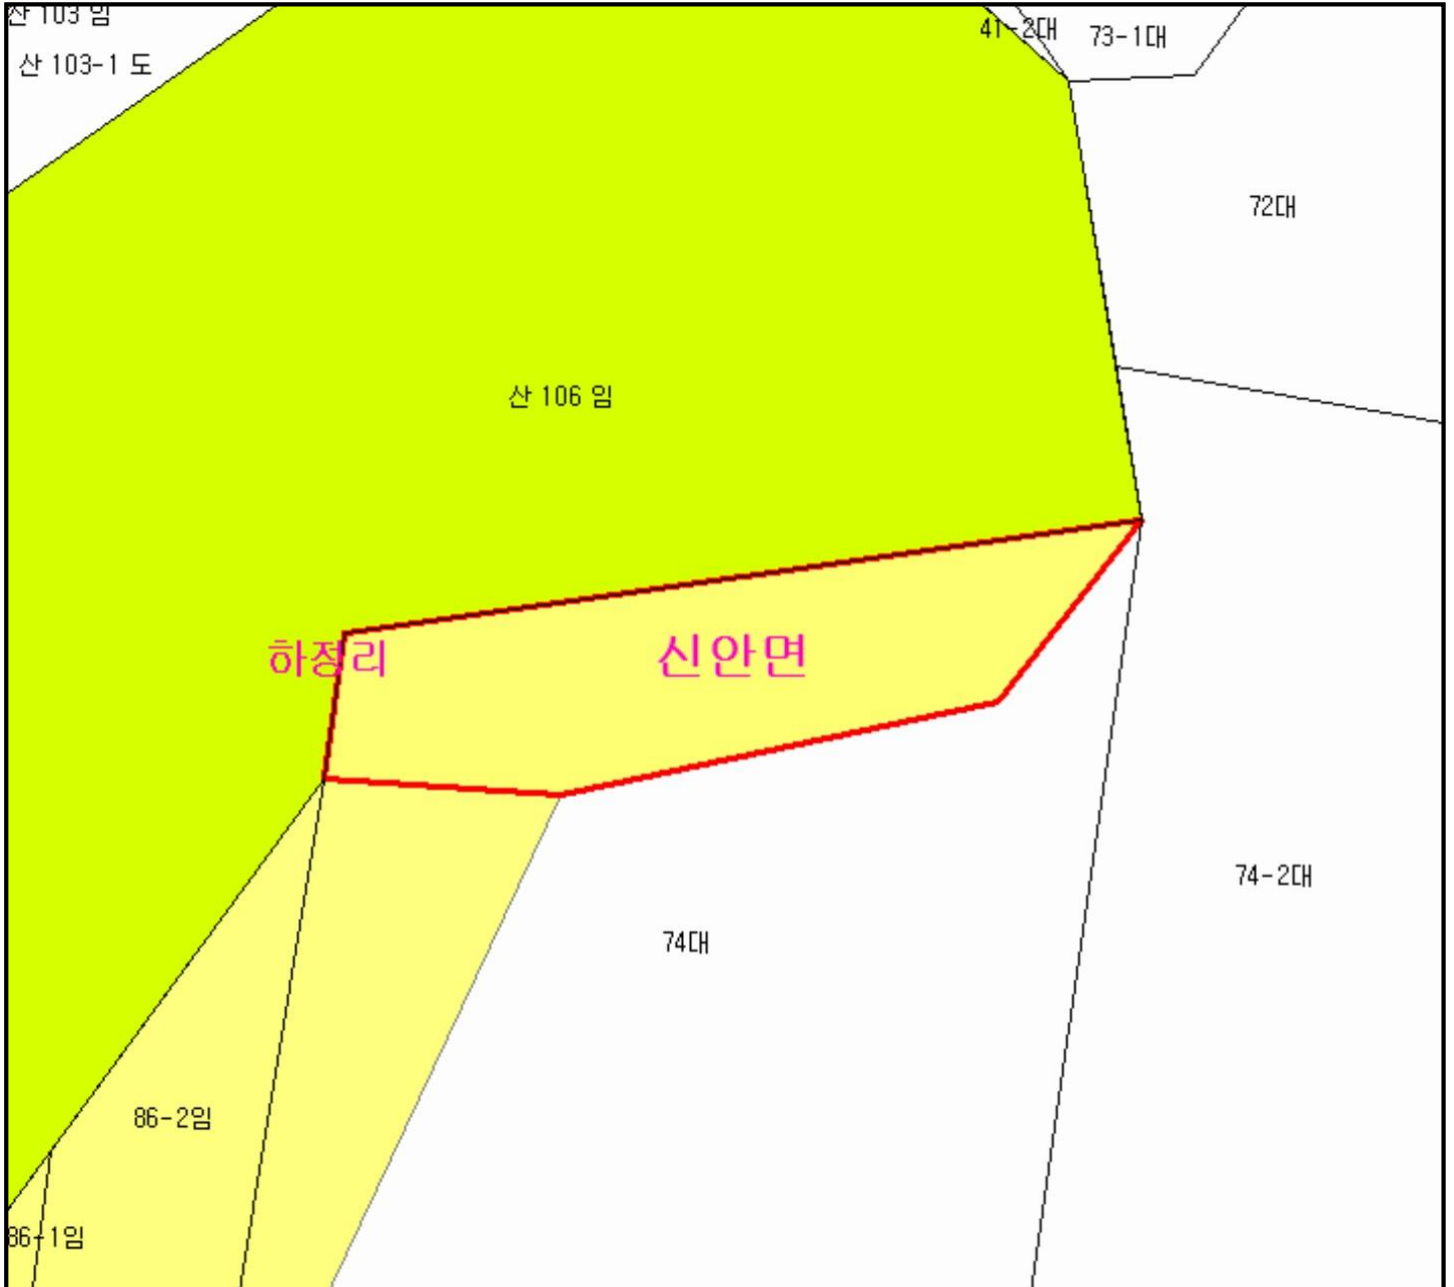 산 103 임
41-2대
73-1대
산 103-1 도
72대
산 106 임
하정리
신안면
74-2대
74대
86-2임
86-1임